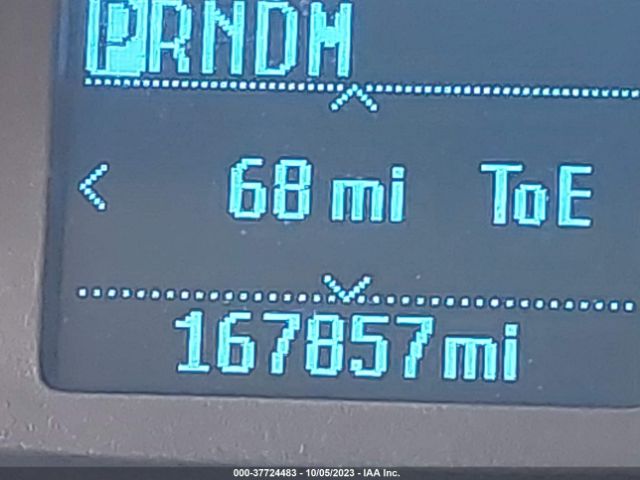 PRNDM
68 mi ToE
167857mi
000-37724483 - 10/05/2023 - IAA Inc.